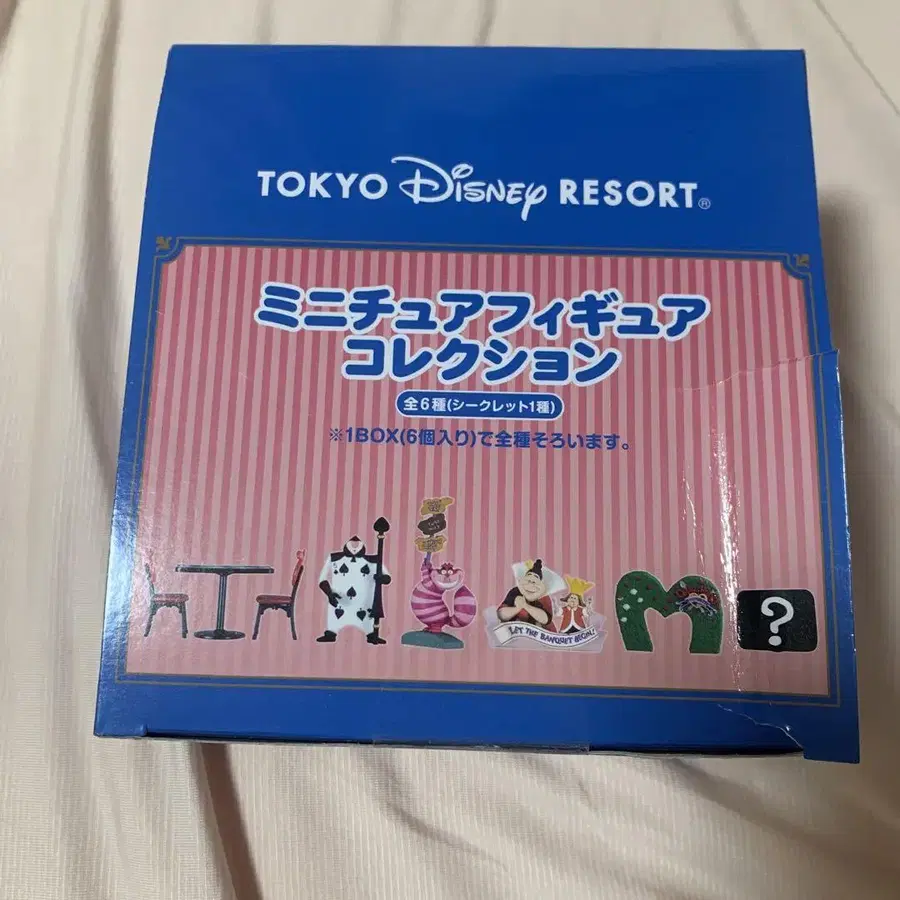 TOKYO Disney RESORT®
ミニチュアフィギュア
コレクション
全6種(シークレット1種)
※1BOX(6個入り)で全種そろいます。
LET THE BANQUET BEGIN!
?